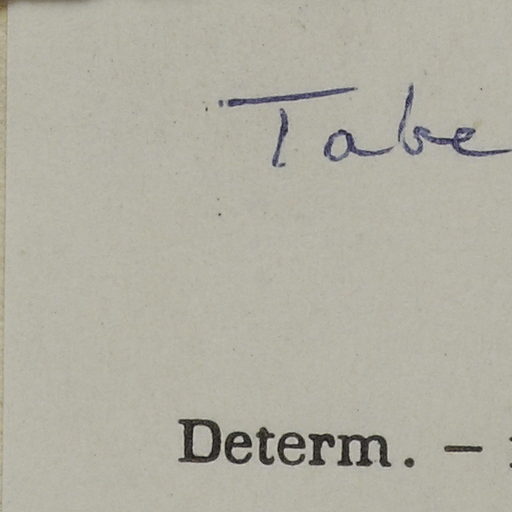 Tabe
Determ. –